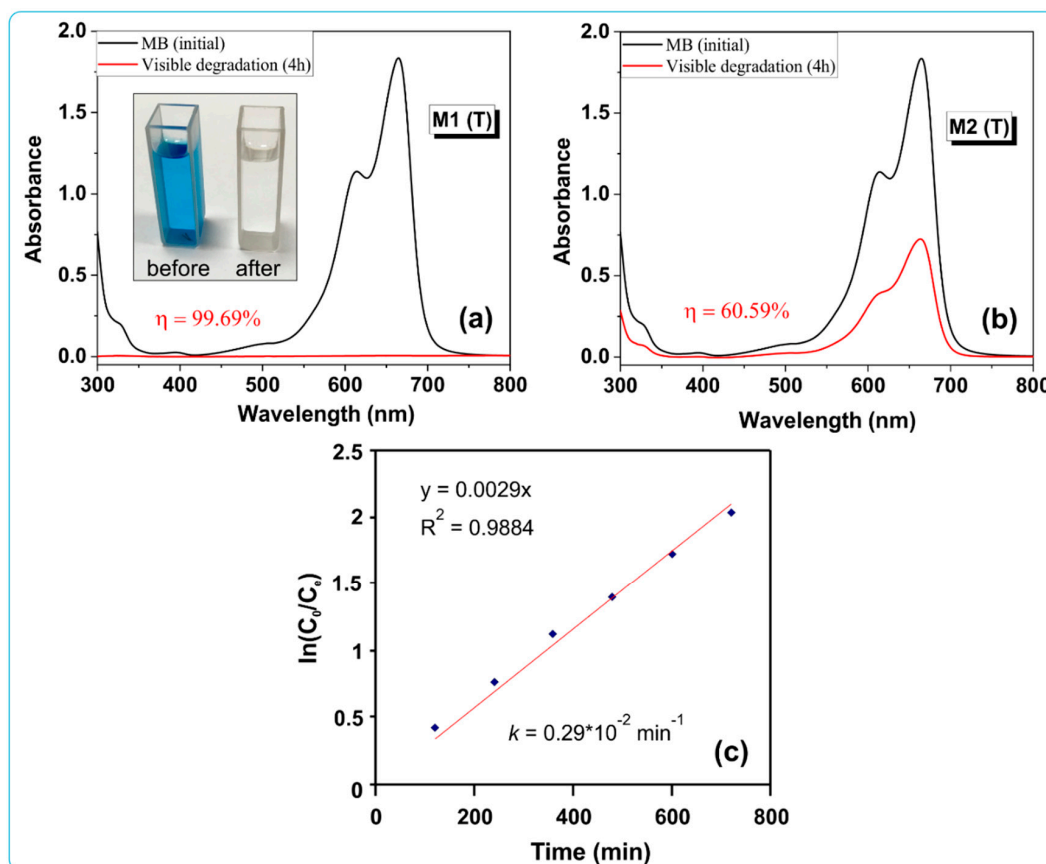 2.0
1.5
1.0
0.5
0.0
Absorbance
MB (initial)
Visible degradation (4h)
M1 (T)
before after
η = 99.69%
(a)
300 400 500 600 700 800
Wavelength (nm)
2.0
1.5
1.0
0.5
0.0
Absorbance
MB (initial)
Visible degradation (4h)
M2 (T)
η = 60.59%
(b)
300 400 500 600 700 800
Wavelength (nm)
2.5
2
1.5
1
0.5
0
ln(C₀/Cₑ)
y = 0.0029x
R² = 0.9884
k = 0.29*10⁻² min⁻¹
(c)
0 200 400 600 800
Time (min)